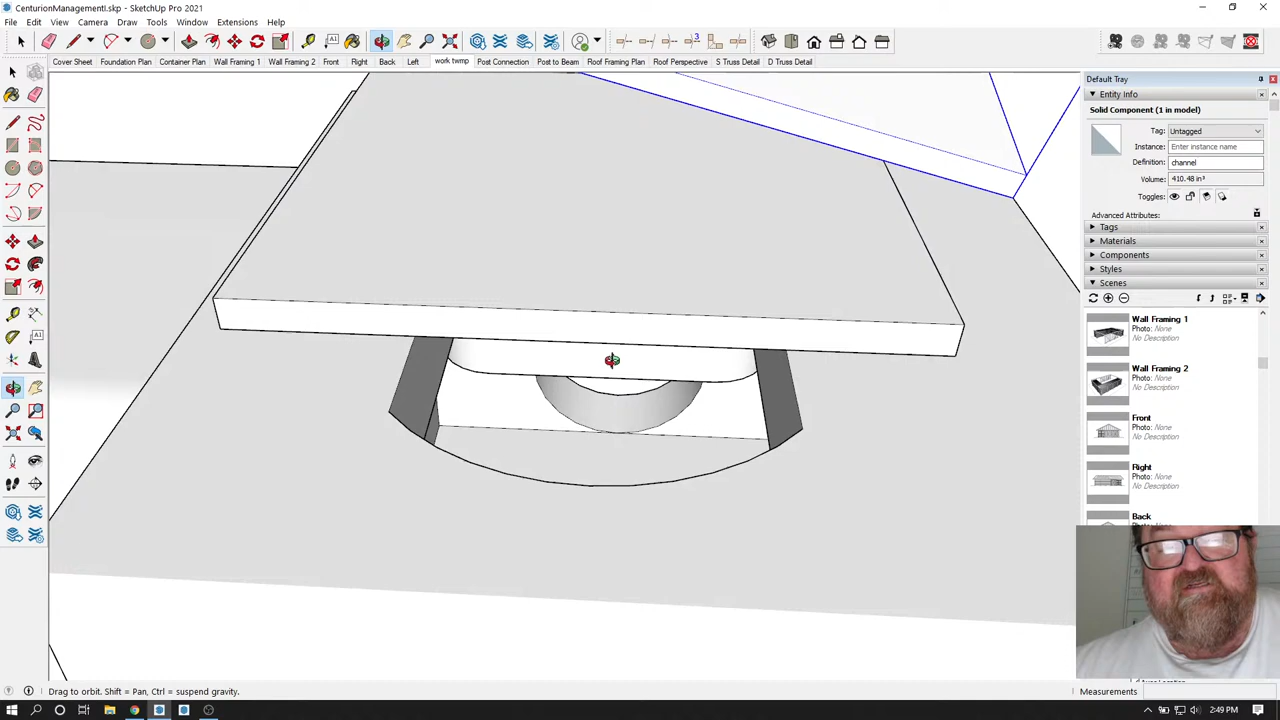 CenturionManagementI.skp - SketchUp Pro 2021
File Edit View Camera Draw Tools Window Extensions Help
3
Cover Sheet Foundation Plan Container Plan Wall Framing 1 Wall Framing 2 Front Right Back Left work twmp Post Connection Post to Beam Roof Framing Plan Roof Perspective S Truss Detail D Truss Detail
Default Tray
Entity Info
Solid Component (1 in model)
Tag: Untagged
Instance: Enter instance name
Definition: channel
Volume: 410.48 in³
Toggles:
Advanced Attributes:
Tags
Materials
Components
Styles
Scenes
Wall Framing 1
Photo: None
No Description
Wall Framing 2
Photo: None
No Description
Front
Photo: None
No Description
Right
Photo: None
No Description
Back
Drag to orbit. Shift = Pan, Ctrl = suspend gravity.
Measurements
2:49 PM